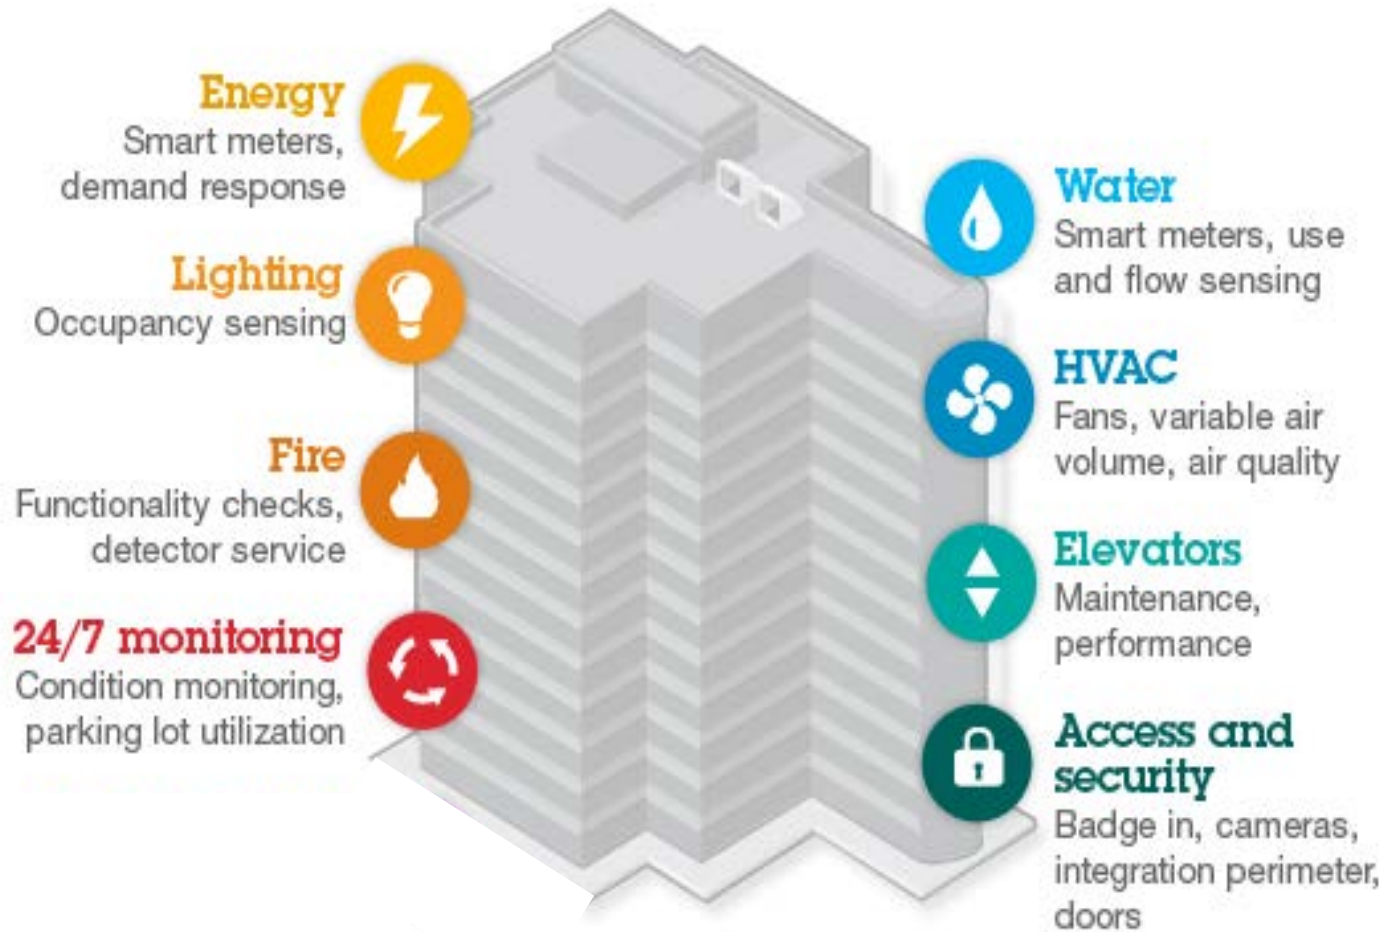 Energy
Smart meters,
demand response
Lighting
Occupancy sensing
Fire
Functionality checks,
detector service
24/7 monitoring
Condition monitoring,
parking lot utilization
Water
Smart meters, use
and flow sensing
HVAC
Fans, variable air
volume, air quality
Elevators
Maintenance,
performance
Access and
security
Badge in, cameras,
integration perimeter,
doors